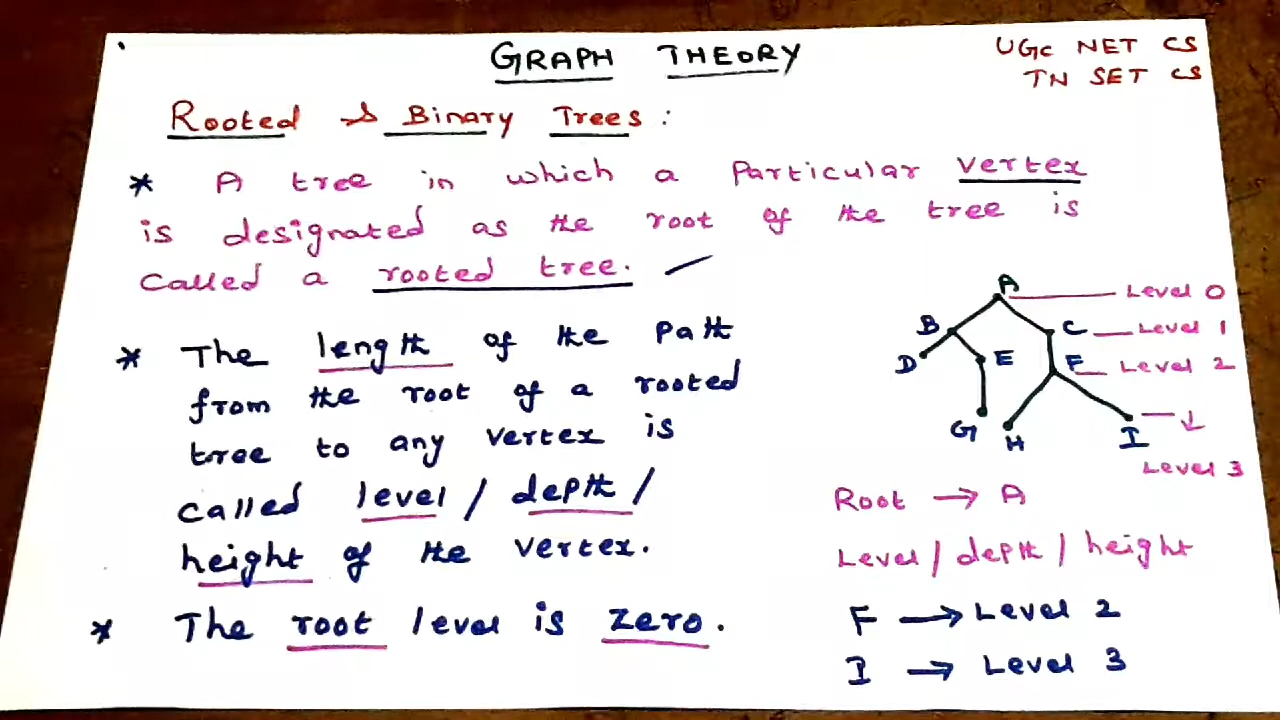 GRAPH THEORY
UGC NET CS
TN SET CS
Rooted & Binary Trees :
* A tree in which a Particular vertex
is designated as the root of the tree is
called a rooted tree.
* The length of the Path
from the root of a rooted
tree to any vertex is
called level / depth /
height of the vertex.
* The root level is zero.
A Level 0
B C Level 1
D E F Level 2
G H I
Level 3
Root → A
Level / depth / height
F → Level 2
I → Level 3